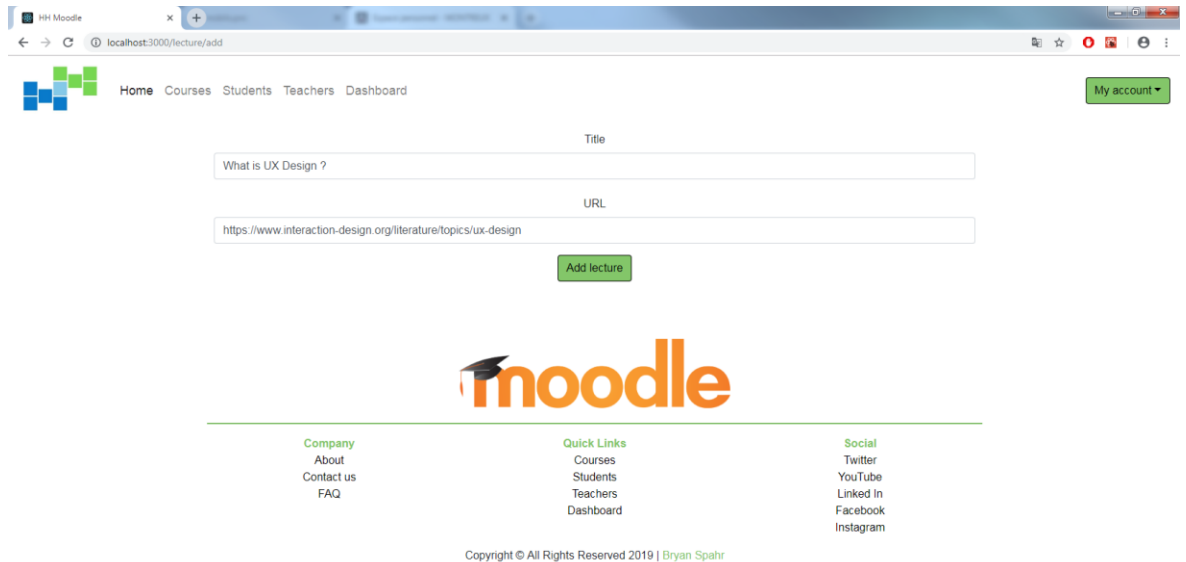 HH Moodle
localhost:3000/lecture/add
Home Courses Students Teachers Dashboard
My account
Title
What is UX Design ?
URL
https://www.interaction-design.org/literature/topics/ux-design
Add lecture
moodle
Company Quick Links Social
About Courses Twitter
Contact us Students YouTube
FAQ Teachers Linked In
Dashboard Facebook
Instagram
Copyright © All Rights Reserved 2019 | Bryan Spahr